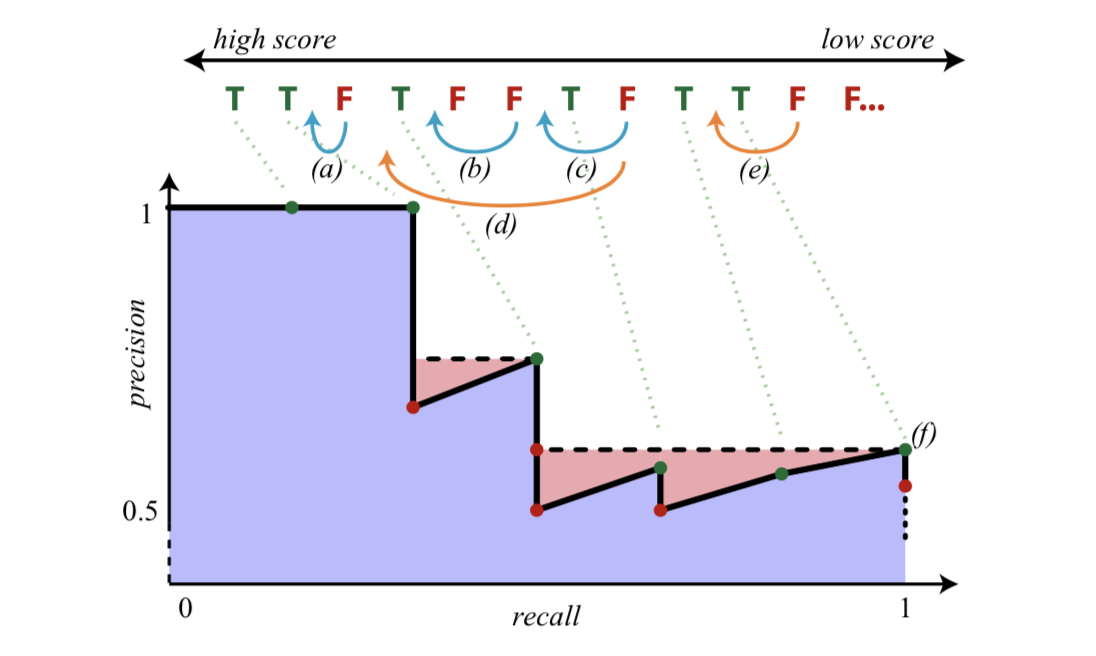 high score low score
T T F T F F T F T T F F...
(a) (b) (c) (e)
(d)
1
(f)
precision
0.5
0 1
recall